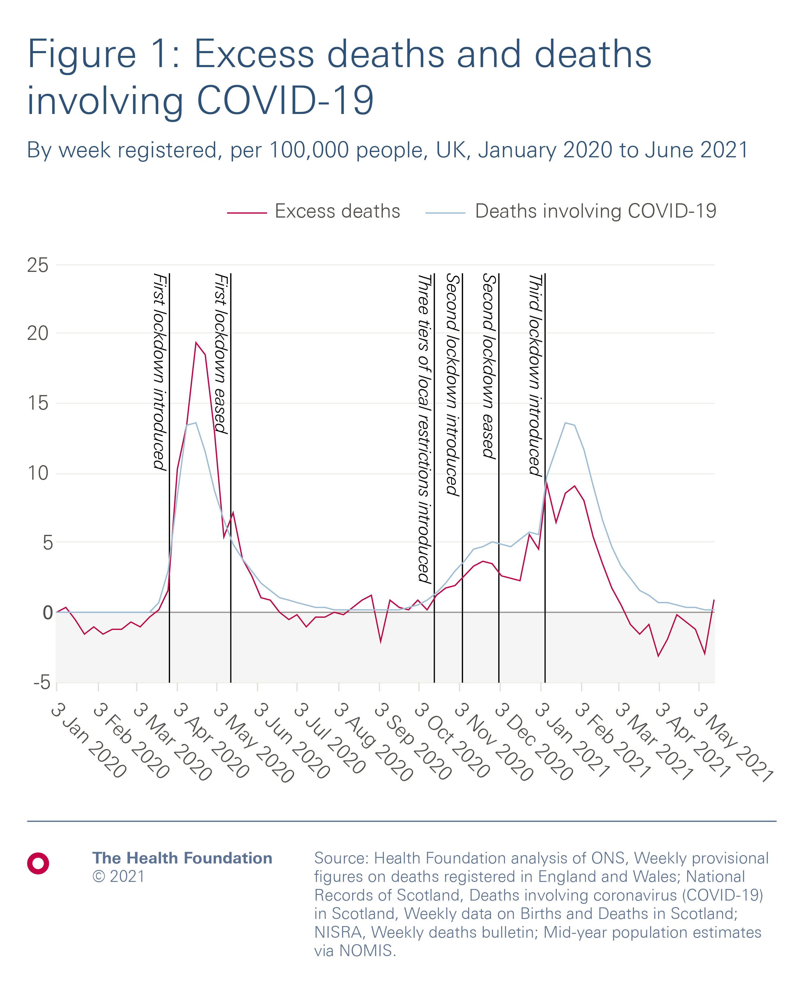 Figure 1: Excess deaths and deaths
involving COVID-19
By week registered, per 100,000 people, UK, January 2020 to June 2021
Excess deaths
Deaths involving COVID-19
25
20
15
10
5
0
-5
First lockdown introduced
First lockdown eased
Three tiers of local restrictions introduced
Second lockdown introduced
Second lockdown eased
Third lockdown introduced
3 Jan 2020
3 Feb 2020
3 Mar 2020
3 Apr 2020
3 May 2020
3 Jun 2020
3 Jul 2020
3 Aug 2020
3 Sep 2020
3 Oct 2020
3 Nov 2020
3 Dec 2020
3 Jan 2021
3 Feb 2021
3 Mar 2021
3 Apr 2021
3 May 2021
The Health Foundation
© 2021
Source: Health Foundation analysis of ONS, Weekly provisional
figures on deaths registered in England and Wales; National
Records of Scotland, Deaths involving coronavirus (COVID-19)
in Scotland, Weekly data on Births and Deaths in Scotland;
NISRA, Weekly deaths bulletin; Mid-year population estimates
via NOMIS.